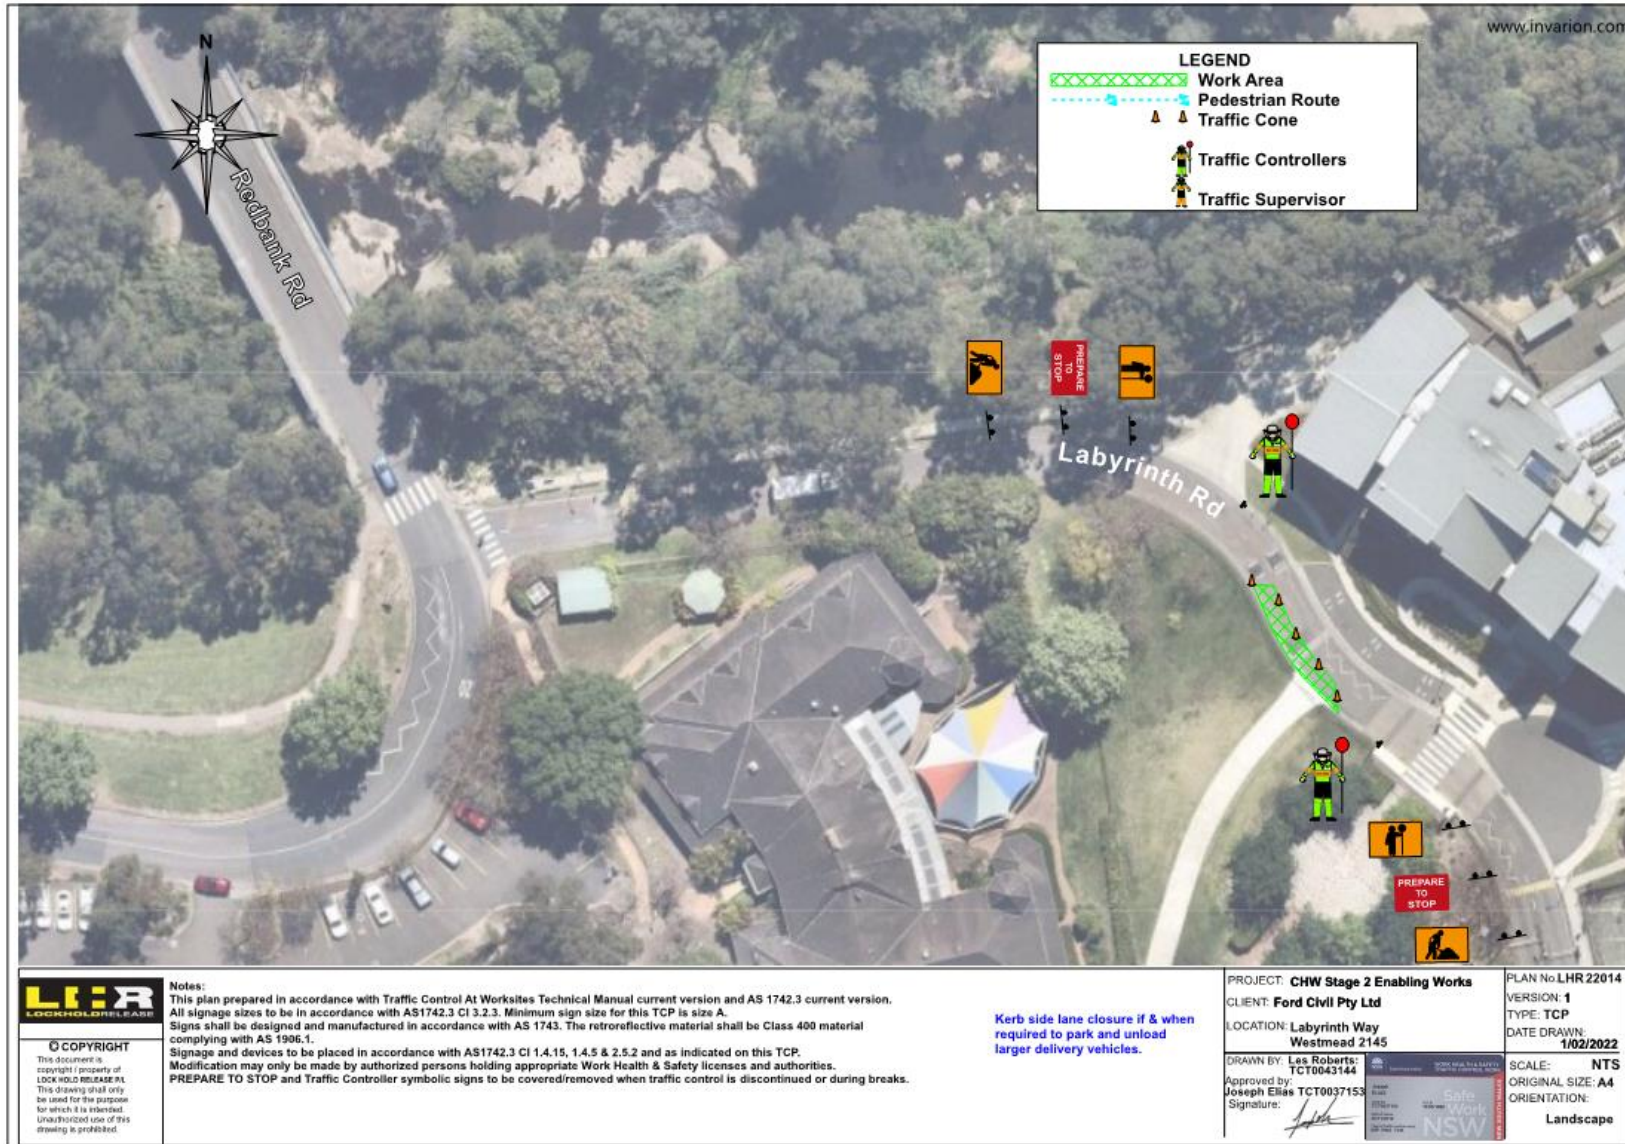 www.invarion.com
N
LEGEND
Work Area
Pedestrian Route
Traffic Cone
Traffic Controllers
Traffic Supervisor
Redbank Rd
PREPARE
TO
STOP
Labyrinth Rd
PREPARE
TO
STOP
LHR
LOCKHOLDRELEASE
© COPYRIGHT
This document is
copyright / property of
LOCK HOLD RELEASE P/L
This drawing shall only
be used for the purpose
for which it is intended.
Unauthorized use of this
drawing is prohibited.
Notes:
This plan prepared in accordance with Traffic Control At Worksites Technical Manual current version and AS 1742.3 current version.
All signage sizes to be in accordance with AS1742.3 Cl 3.2.3. Minimum sign size for this TCP is size A.
Signs shall be designed and manufactured in accordance with AS 1743. The retroreflective material shall be Class 400 material
complying with AS 1906.1.
Signage and devices to be placed in accordance with AS1742.3 Cl 1.4.15, 1.4.5 & 2.5.2 and as indicated on this TCP.
Modification may only be made by authorized persons holding appropriate Work Health & Safety licenses and authorities.
PREPARE TO STOP and Traffic Controller symbolic signs to be covered/removed when traffic control is discontinued or during breaks.
Kerb side lane closure if & when
required to park and unload
larger delivery vehicles.
PROJECT: CHW Stage 2 Enabling Works
CLIENT: Ford Civil Pty Ltd
LOCATION: Labyrinth Way
Westmead 2145
DRAWN BY: Les Roberts:
TCT0043144
Approved by:
Joseph Elias TCT0037153
Signature:
Safe
Work
NSW
PLAN No.LHR22014
VERSION: 1
TYPE: TCP
DATE DRAWN:
1/02/2022
SCALE: NTS
ORIGINAL SIZE: A4
ORIENTATION:
Landscape